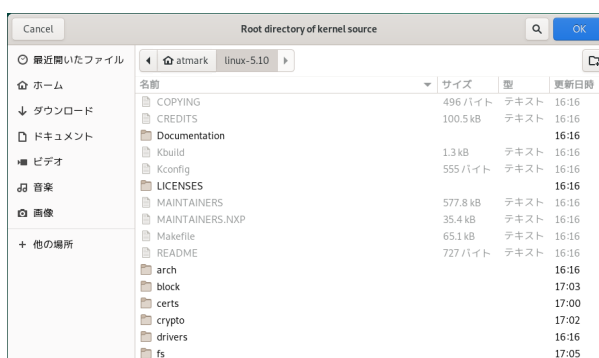 Cancel Root directory of kernel source OK
最近開いたファイル
ホーム
ダウンロード
ドキュメント
ビデオ
音楽
画像
+ 他の場所
atmark linux-5.10
名前 サイズ 型 更新日時
COPYING 496 バイト テキスト 16:16
CREDITS 100.5 kB テキスト 16:16
Documentation 16:16
Kbuild 1.3 kB テキスト 16:16
Kconfig 555 バイト テキスト 16:16
LICENSES 16:16
MAINTAINERS 577.8 kB テキスト 16:16
MAINTAINERS.NXP 35.4 kB テキスト 16:16
Makefile 65.1 kB テキスト 16:16
README 727 バイト テキスト 16:16
arch 16:16
block 17:03
certs 17:00
crypto 17:02
drivers 16:16
fs 17:05